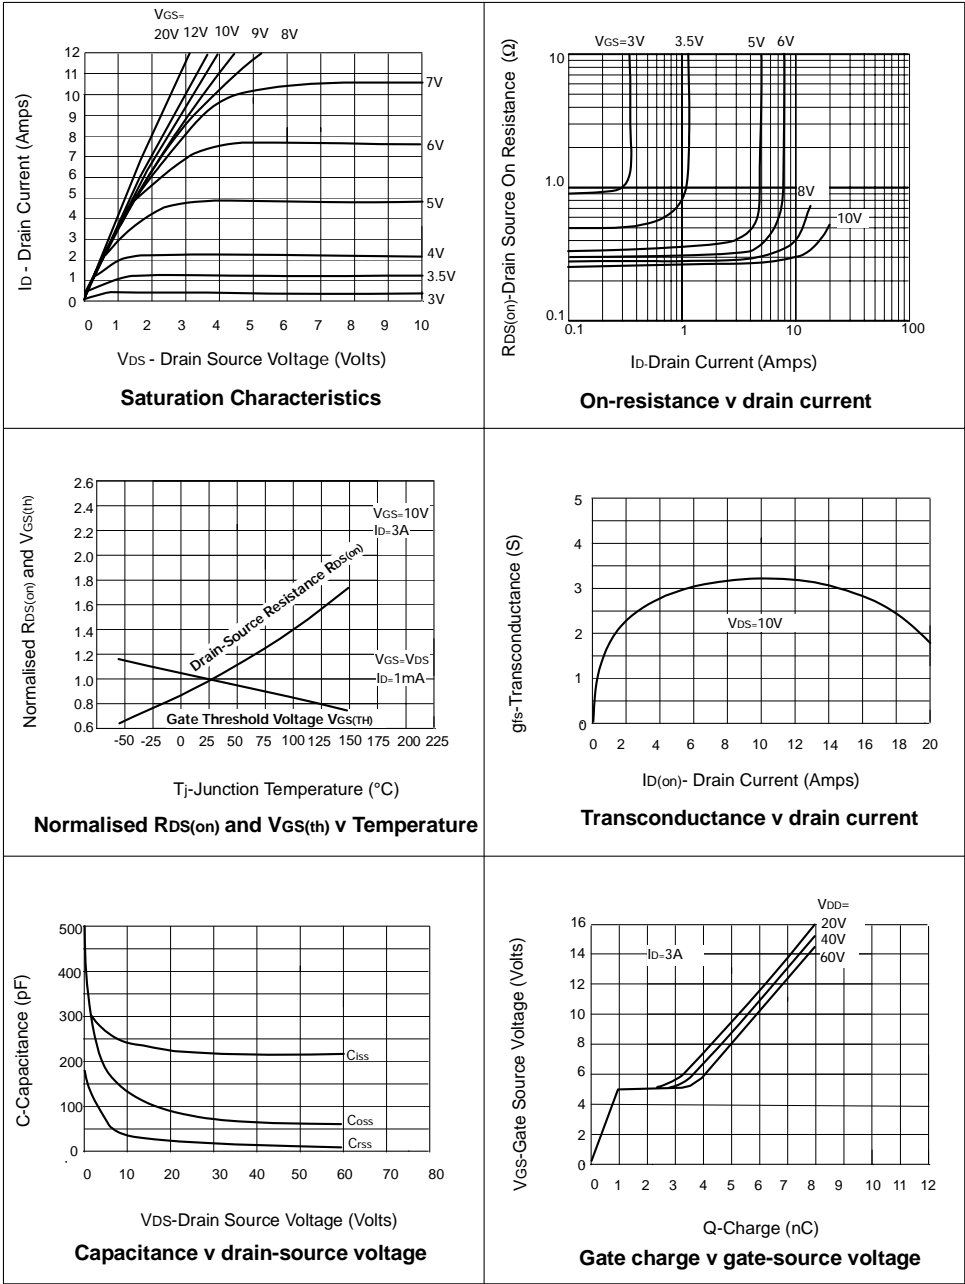 VGS=
20V 12V 10V 9V 8V
12
11
10
9
8
7
6
5
4
3
2
1
0
7V
6V
5V
4V
3.5V
3V
0 1 2 3 4 5 6 7 8 9 10
ID - Drain Current (Amps)
VDS - Drain Source Voltage (Volts)
Saturation Characteristics
VGS=3V 3.5V 5V 6V
10
1.0
0.1
8V
10V
0.1 1 10 100
RDS(on)-Drain Source On Resistance (Ω)
ID-Drain Current (Amps)
On-resistance v drain current
2.6
2.4
2.2
2.0
1.8
1.6
1.4
1.2
1.0
0.8
0.6
VGS=10V
ID=3A
Drain-Source Resistance RDS(on)
VGS=VDS
ID=1mA
Gate Threshold Voltage VGS(TH)
-50 -25 0 25 50 75 100 125 150 175 200 225
Normalised RDS(on) and VGS(th)
Tj-Junction Temperature (°C)
Normalised RDS(on) and VGS(th) v Temperature
5
4
3
2
1
0
VDS=10V
0 2 4 6 8 10 12 14 16 18 20
gfs-Transconductance (S)
ID(on)- Drain Current (Amps)
Transconductance v drain current
500
400
300
200
100
0
Ciss
Coss
Crss
0 10 20 30 40 50 60 70 80
C-Capacitance (pF)
VDS-Drain Source Voltage (Volts)
Capacitance v drain-source voltage
VDD=
20V
40V
60V
16
14
12
10
8
6
4
2
0
ID=3A
0 1 2 3 4 5 6 7 8 9 10 11 12
VGS-Gate Source Voltage (Volts)
Q-Charge (nC)
Gate charge v gate-source voltage